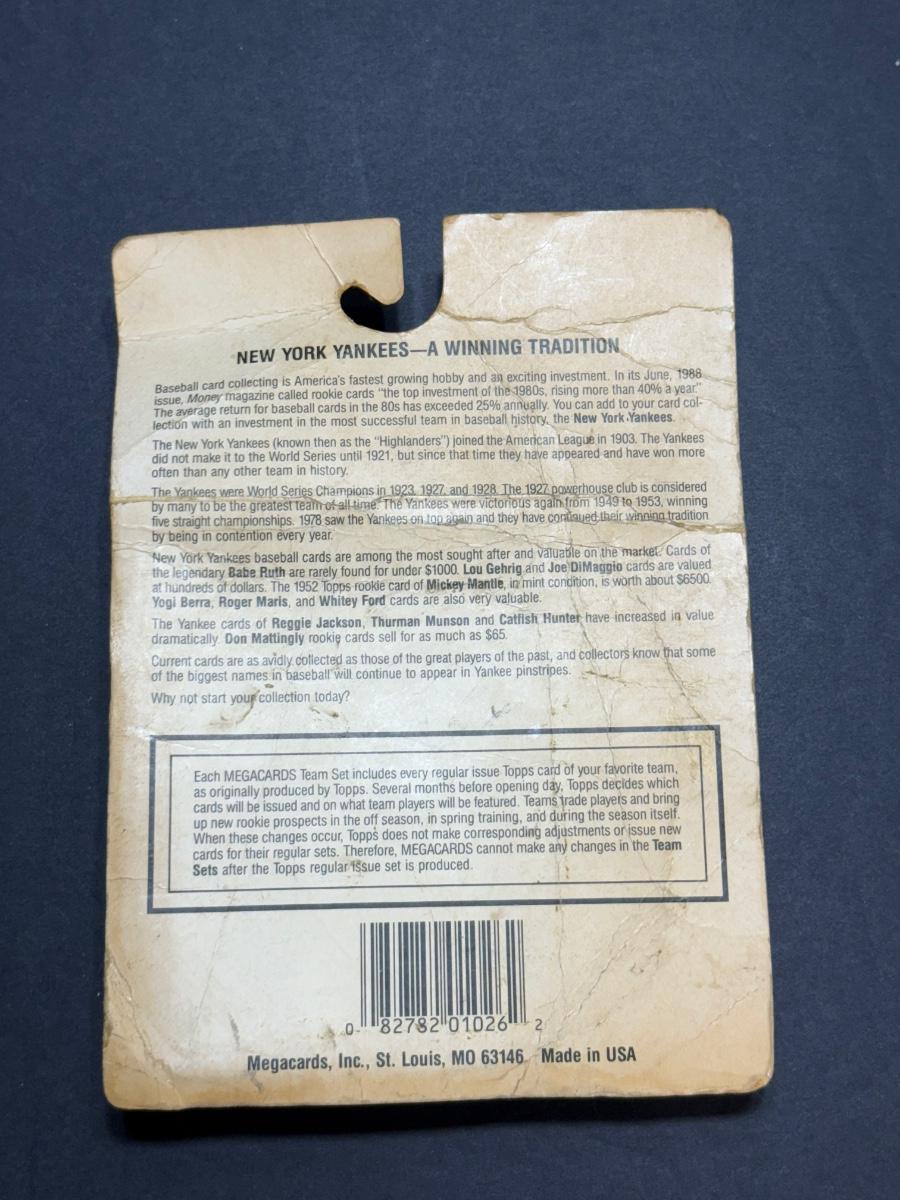 NEW YORK YANKEES—A WINNING TRADITION
Baseball card collecting is America's fastest growing hobby and an exciting investment. In its June, 1988
issue, Money magazine called rookie cards "the top investment of the 1980s, rising more than 40% a year."
The average return for baseball cards in the 80s has exceeded 25% annually. You can add to your card col-
lection with an investment in the most successful team in baseball history, the New York Yankees.
The New York Yankees (known then as the "Highlanders") joined the American League in 1903. The Yankees
did not make it to the World Series until 1921, but since that time they have appeared and have won more
often than any other team in history.
The Yankees were World Series Champions in 1923, 1927, and 1928. The 1927 powerhouse club is considered
by many to be the greatest team of all time. The Yankees were victorious again from 1949 to 1953, winning
five straight championships. 1978 saw the Yankees on top again and they have continued their winning tradition
by being in contention every year.
New York Yankees baseball cards are among the most sought after and valuable on the market. Cards of
the legendary Babe Ruth are rarely found for under $1000. Lou Gehrig and Joe DiMaggio cards are valued
at hundreds of dollars. The 1952 Topps rookie card of Mickey Mantle, in mint condition, is worth about $6500.
Yogi Berra, Roger Maris, and Whitey Ford cards are also very valuable.
The Yankee cards of Reggie Jackson, Thurman Munson and Catfish Hunter have increased in value
dramatically. Don Mattingly rookie cards sell for as much as $65.
Current cards are as avidly collected as those of the great players of the past, and collectors know that some
of the biggest names in baseball will continue to appear in Yankee pinstripes.
Why not start your collection today?
Each MEGACARDS Team Set includes every regular issue Topps card of your favorite team,
as originally produced by Topps. Several months before opening day, Topps decides which
cards will be issued and on what team players will be featured. Teams trade players and bring
up new rookie prospects in the off season, in spring training, and during the season itself.
When these changes occur, Topps does not make corresponding adjustments or issue new
cards for their regular sets. Therefore, MEGACARDS cannot make any changes in the Team
Sets after the Topps regular issue set is produced.
0 82782 01026 2
Megacards, Inc., St. Louis, MO 63146 Made in USA